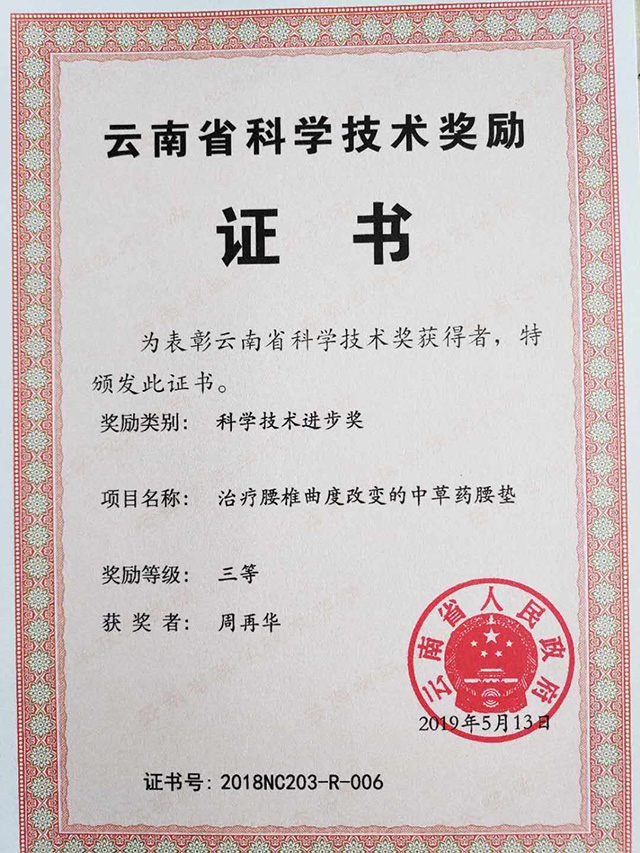 云南省科学技术奖励
证书
为表彰云南省科学技术奖获得者，特
颁发此证书。
奖励类别：科学技术进步奖
项目名称：治疗腰椎曲度改变的中草药腰垫
奖励等级：三等
获奖者：周再华
云南省人民政府
2019年5月13日
证书号：2018NC203-R-006